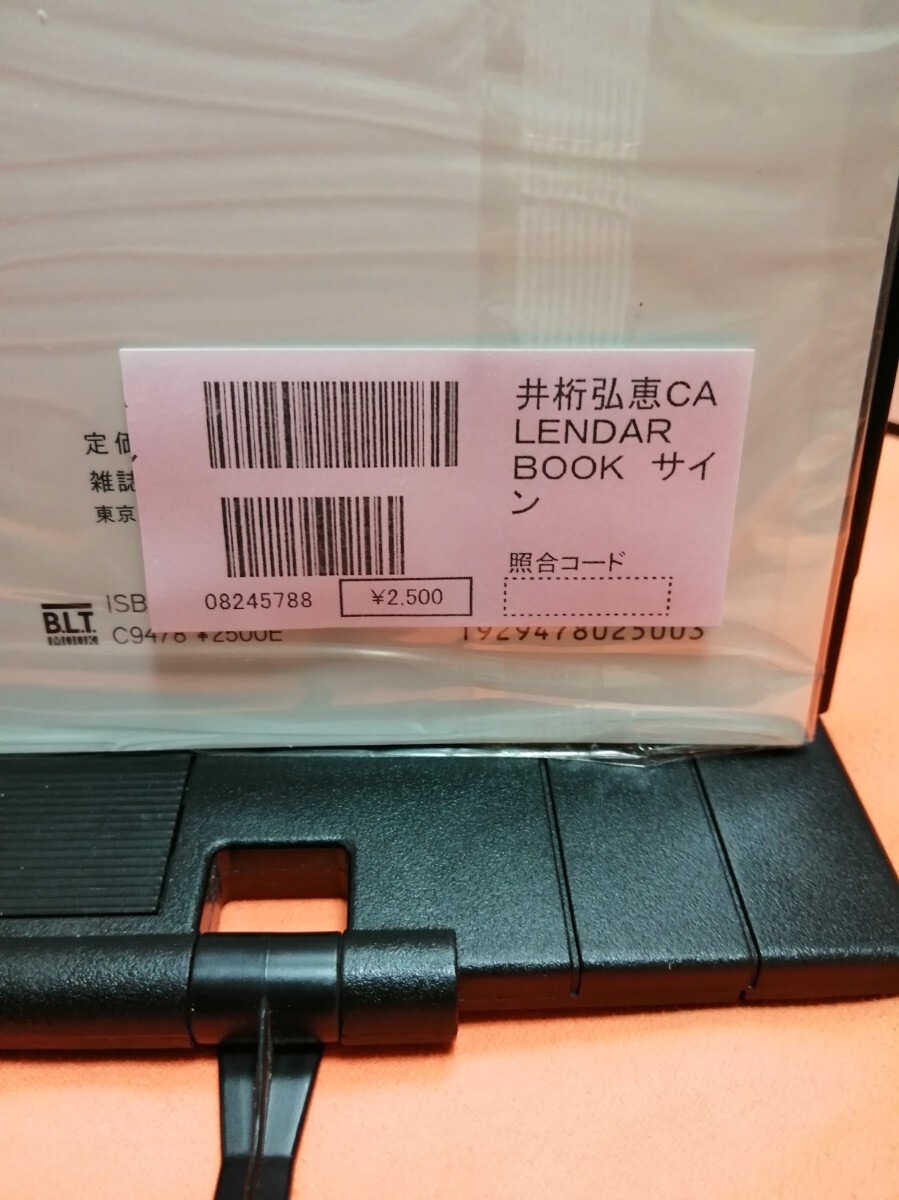 井桁弘恵CA
LENDAR
BOOK サイ
ン
照合コード
08245788
¥2,500
定価
雑誌
東京
B.L.T.
ISB
C9478 ¥2500E
1929478025003